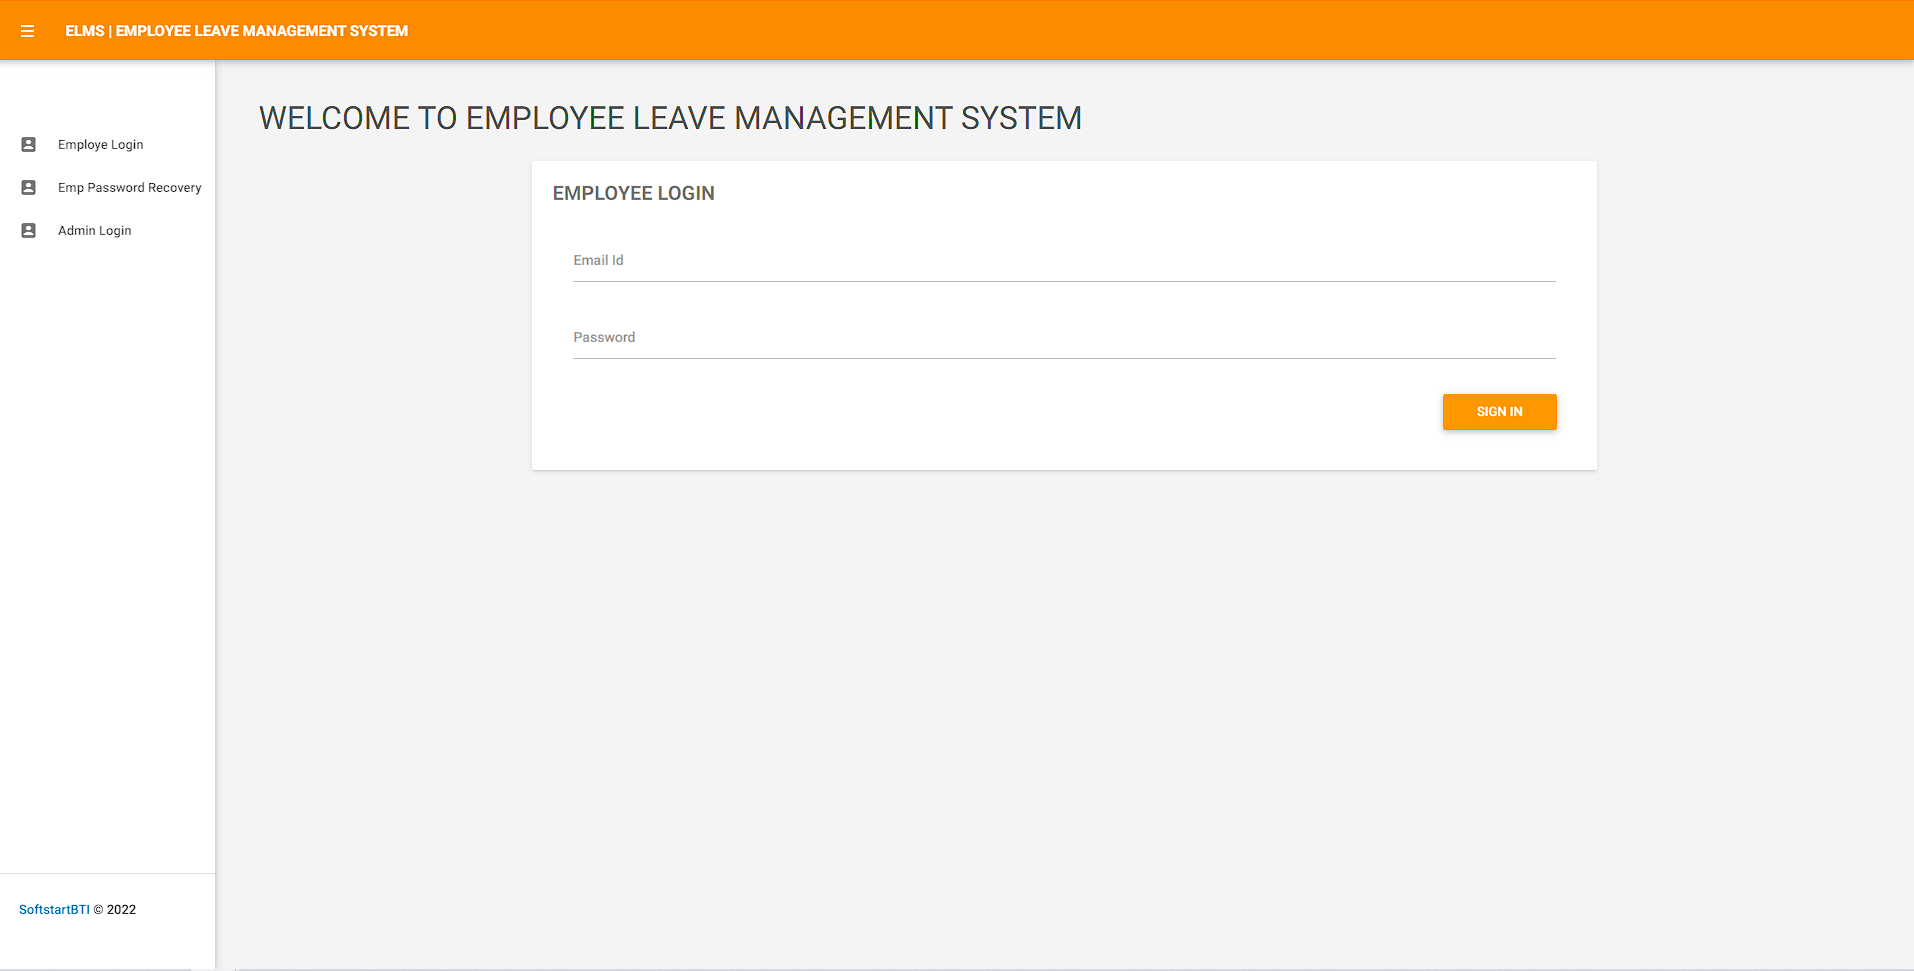 ELMS | EMPLOYEE LEAVE MANAGEMENT SYSTEM
Employe Login
Emp Password Recovery
Admin Login
SoftstartBTI © 2022
WELCOME TO EMPLOYEE LEAVE MANAGEMENT SYSTEM
EMPLOYEE LOGIN
Email Id
Password
SIGN IN